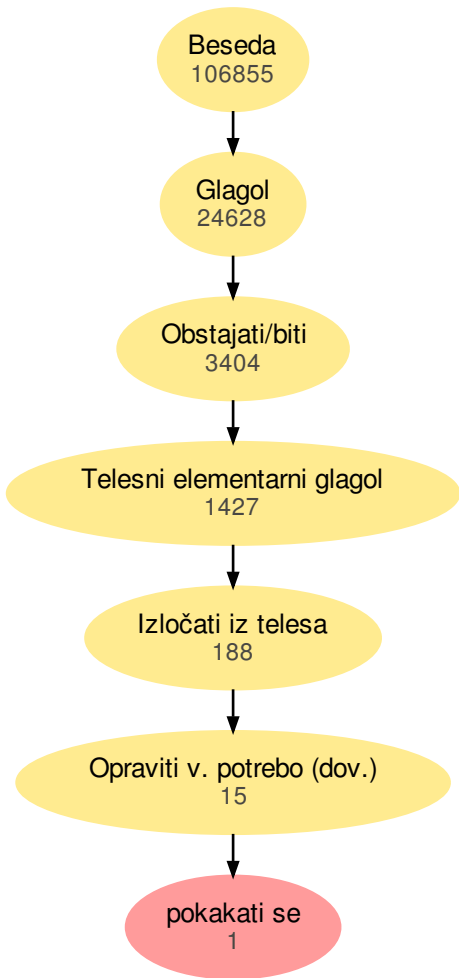 Beseda
106855
Glagol
24628
Obstajati/biti
3404
Telesni elementarni glagol
1427
Izločati iz telesa
188
Opraviti v. potrebo (dov.)
15
pokakati se
1